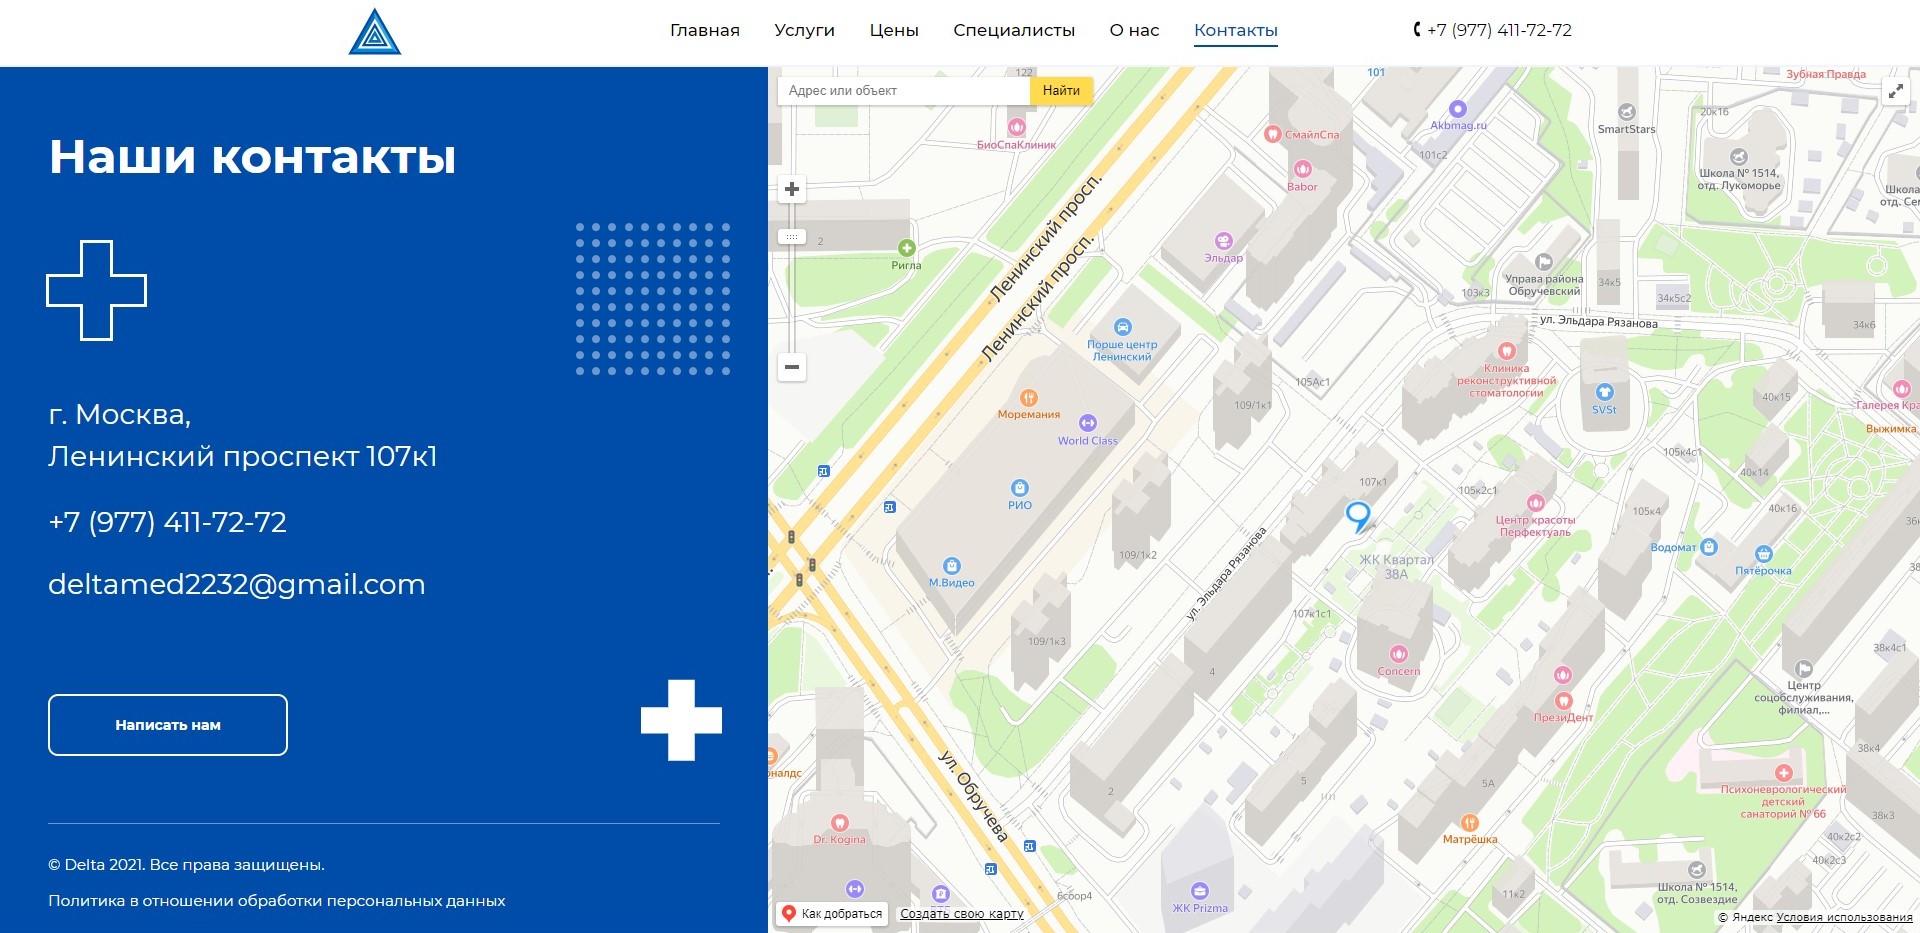 Главная Услуги Цены Специалисты О нас Контакты +7 (977) 411-72-72
Наши контакты
г. Москва,
Ленинский проспект 107к1
+7 (977) 411-72-72
deltamed2232@gmail.com
Написать нам
© Delta 2021. Все права защищены.
Политика в отношении обработки персональных данных
Адрес или объект
Найти
122
101
Зубная Правда
БиоСпаКлиник
СмайлСпа
Akbmag.ru
SmartStars
20к16
101с2
Школа № 1514,
отд. Лукоморье
Babor
Школа
Ленинский просп.
Ленинский просп.
2
Ригла
Эльдар
Управа района
Обручевский
103к3
34к5
34к5с2
34к6
ул. Эльдара Рязанова
Порше центр
Ленинский
Клиника
реконструктивной
стоматологии
105Ас1
109/1к1
Моремания
World Class
SVSt
40к15
Галерея Кра
Выжимка
105к4с1
40к14
РИО
107к1
105к2с1
Центр красоты
Перфектуаль
105к4
40к16
Водомат
Пятёрочка
ЖК Квартал
38А
109/1к2
М.Видео
ул. Эльдара Рязанова
107к1с1
109/1к3
4
Concern
38к4с1
Центр
соцобслуживания,
филиал,...
ПрезиДент
38к4
ул. Обручева
2
5
5А
Психоневрологический
детский
санаторий № 66
38к3
Dr. Kogina
Матрёшка
40к2с2
40к2с3
Школа № 1514,
отд. Созвездие
11к2
6соор4
ЖК Prizma
Как добраться
Создать свою карту
© Яндекс Условия использования